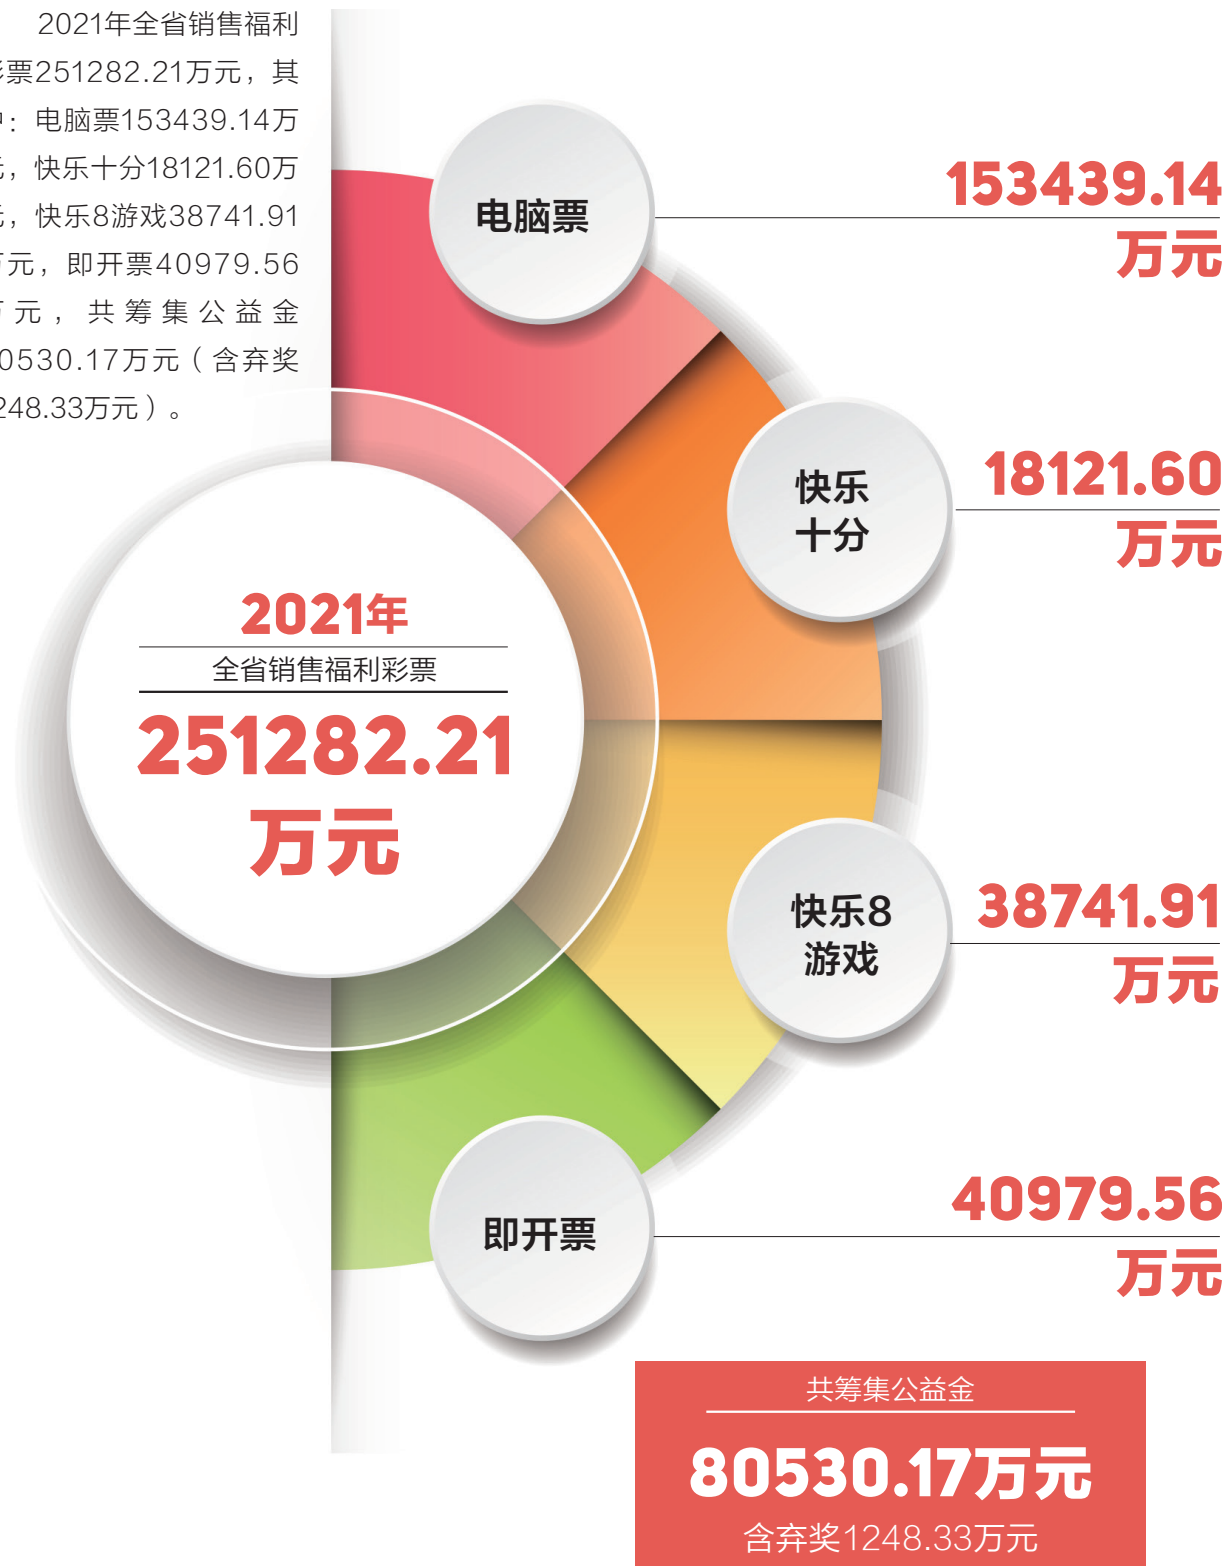 2021年全省销售福利
彩票251282.21万元，其
中：电脑票153439.14万
元，快乐十分18121.60万
元，快乐8游戏38741.91
万元，即开票40979.56
万元，共筹集公益金
0530.17万元（含弃奖
248.33万元）。
电脑票
153439.14
万元
快乐
十分
18121.60
万元
2021年
全省销售福利彩票
251282.21
万元
快乐8
游戏
38741.91
万元
即开票
40979.56
万元
共筹集公益金
80530.17万元
含弃奖1248.33万元